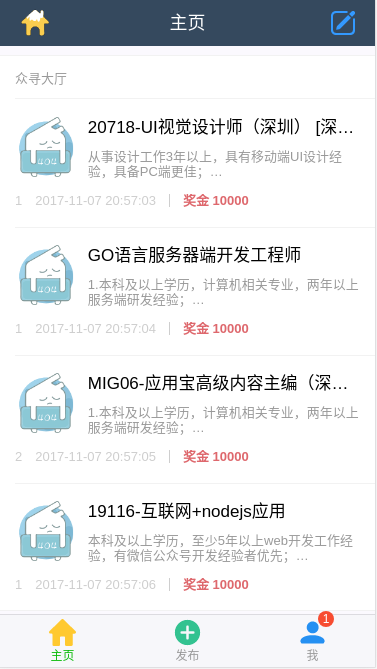 主页
众寻大厅
404
20718-UI视觉设计师（深圳） [深…
从事设计工作3年以上，具有移动端UI设计经
验，具备PC端更佳；…
1 2017-11-07 20:57:03 奖金 10000
404
GO语言服务器端开发工程师
1.本科及以上学历，计算机相关专业，两年以上
服务端研发经验；…
1 2017-11-07 20:57:04 奖金 10000
404
MIG06-应用宝高级内容主编（深…
1.本科及以上学历，计算机相关专业，两年以上
服务端研发经验；…
2 2017-11-07 20:57:05 奖金 10000
404
19116-互联网+nodejs应用
本科及以上学历，至少5年以上web开发工作经
验，有微信公众号开发经验者优先；…
1 2017-11-07 20:57:06 奖金 10000
1
主页 发布 我